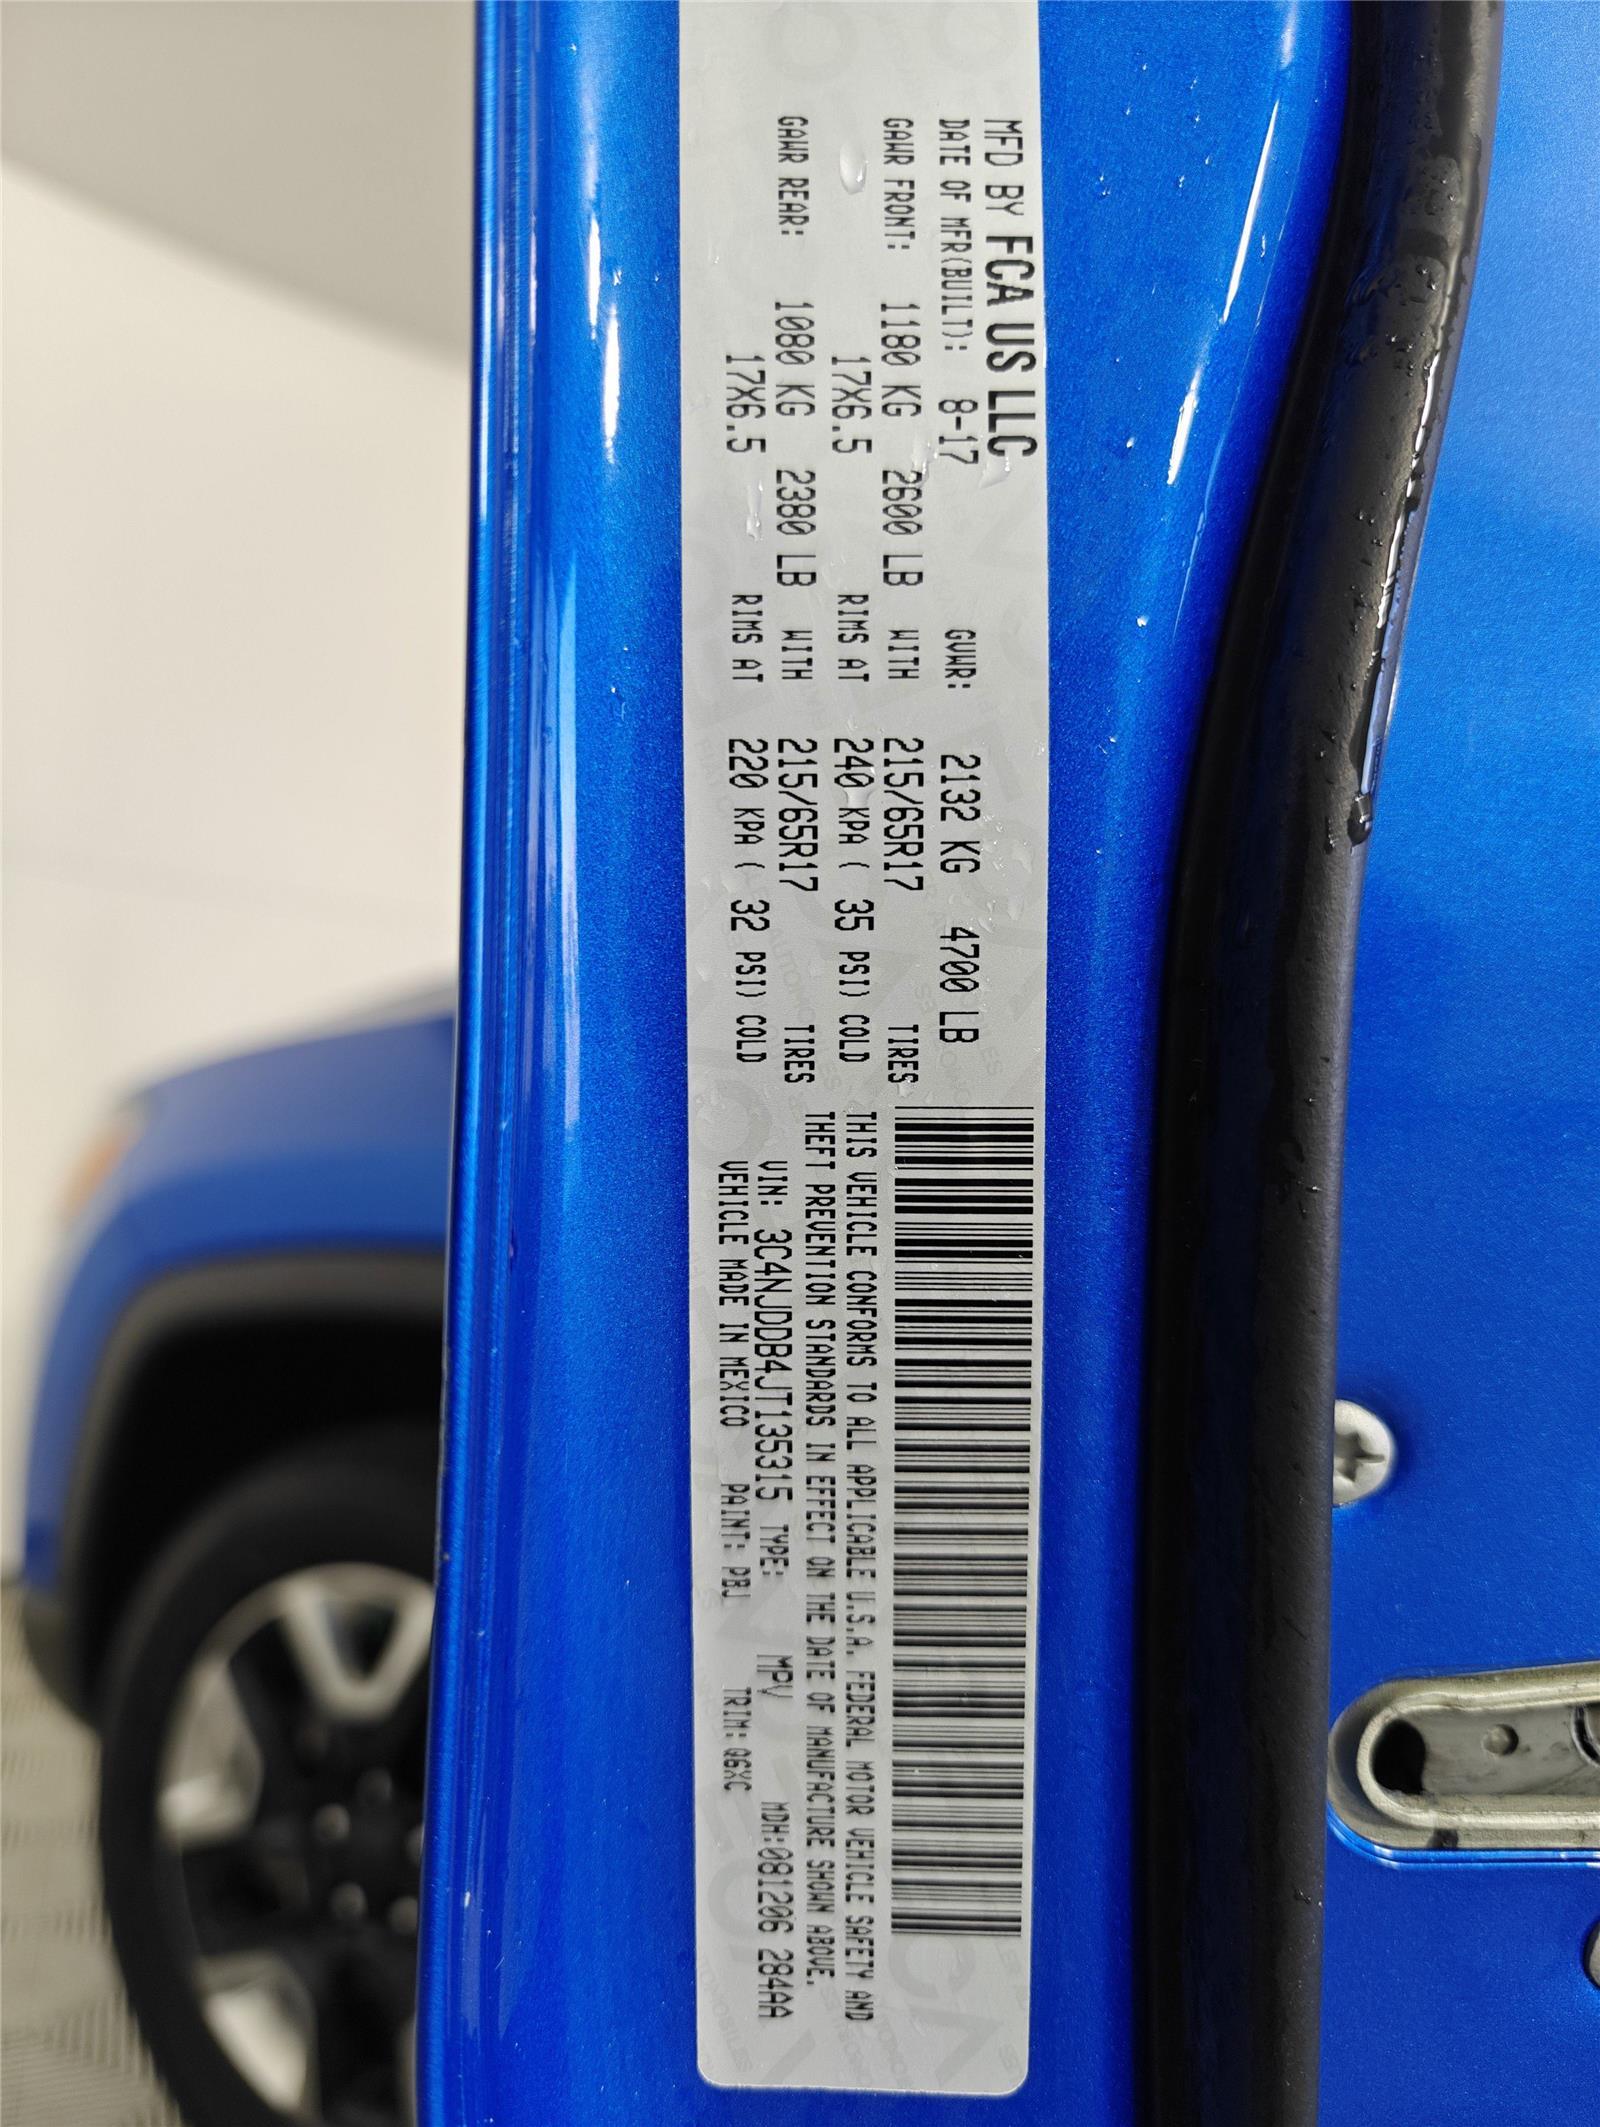 MFD BY FCA US LLC
DATE OF MFR(BUILT): 8-17 GVWR: 2132 KG 4700 LB
GAWR FRONT: 1180 KG 2600 LB WITH 215/65R17 TIRES
17X6.5 RIMS AT 240 KPA ( 35 PSI) COLD
GAWR REAR: 1080 KG 2380 LB WITH 215/65R17 TIRES
17X6.5 RIMS AT 220 KPA ( 32 PSI) COLD
THIS VEHICLE CONFORMS TO ALL APPLICABLE U.S.A. FEDERAL MOTOR VEHICLE SAFETY AND
THEFT PREVENTION STANDARDS IN EFFECT ON THE DATE OF MANUFACTURE SHOWN ABOVE.
VIN: 3C4NJDDB4JT135315 TYPE: MPV MDH:081206 284AA
VEHICLE MADE IN MEXICO PAINT: PBJ TRIM: Q6XC